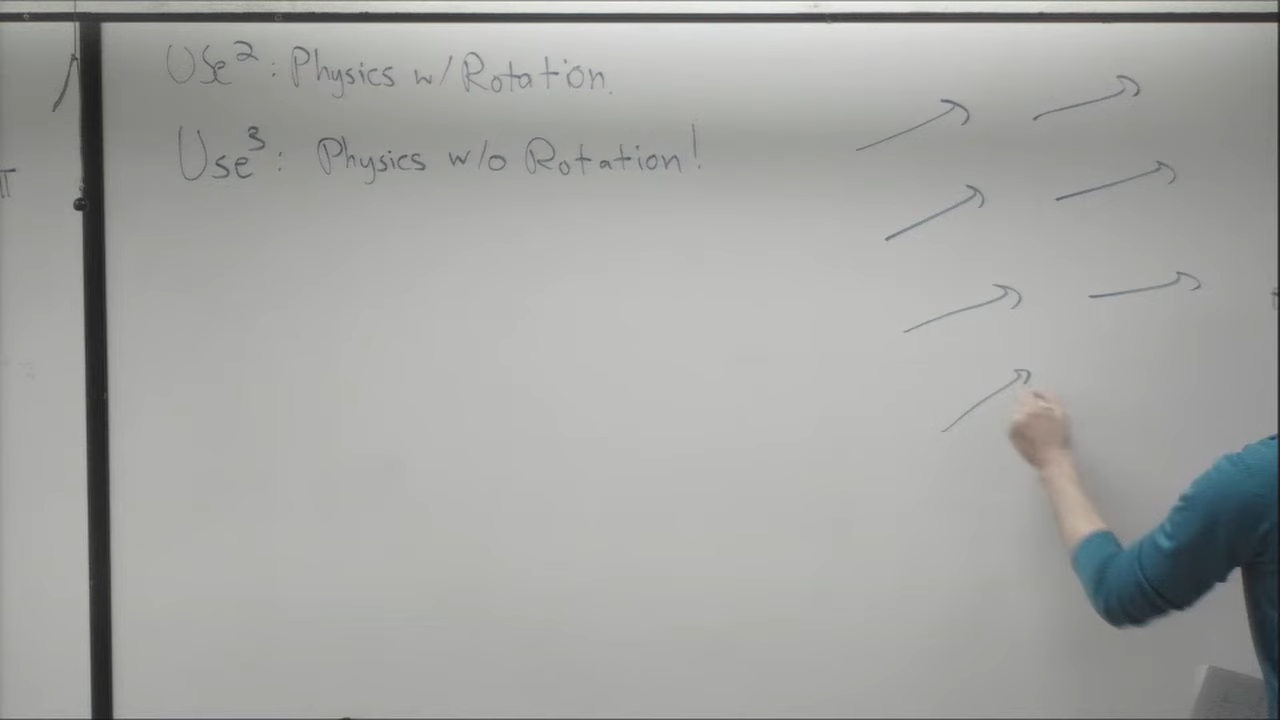 Use²: Physics w/ Rotation.
Use³: Physics w/o Rotation!
π